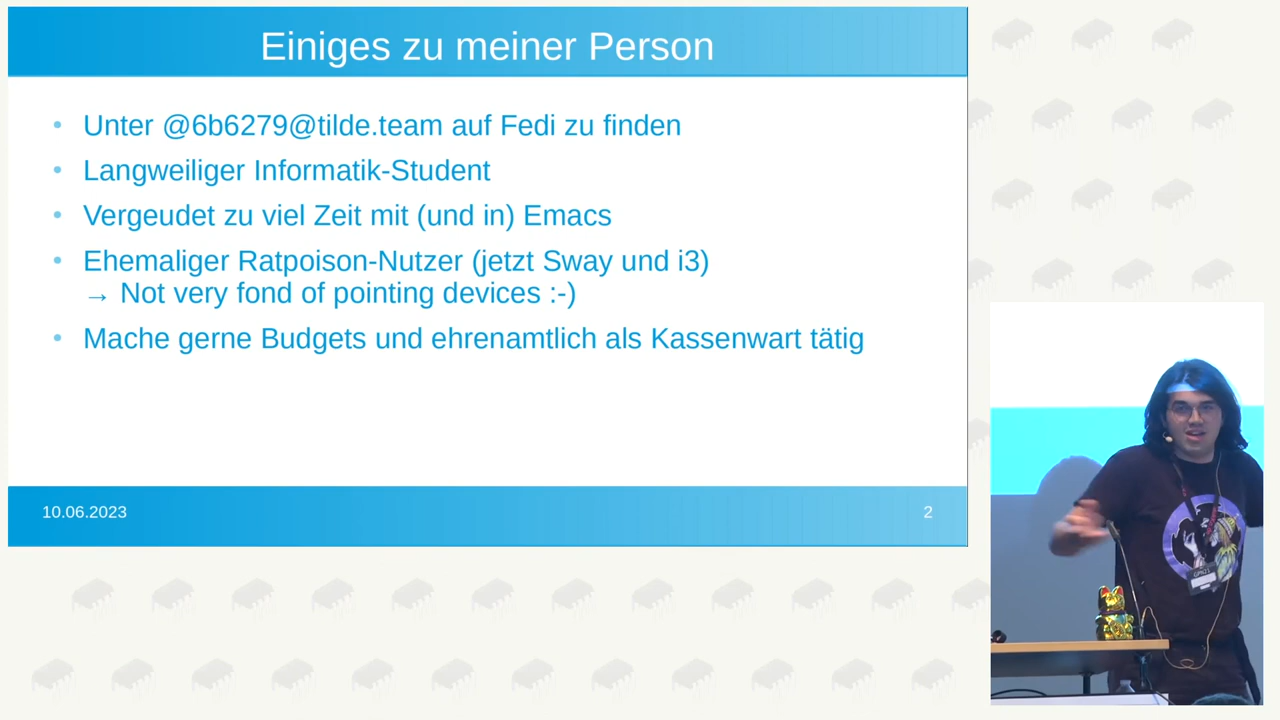 Einiges zu meiner Person
• Unter @6b6279@tilde.team auf Fedi zu finden
• Langweiliger Informatik-Student
• Vergeudet zu viel Zeit mit (und in) Emacs
• Ehemaliger Ratpoison-Nutzer (jetzt Sway und i3)
→ Not very fond of pointing devices :-)
• Mache gerne Budgets und ehrenamtlich als Kassenwart tätig
10.06.2023
2
GPN21